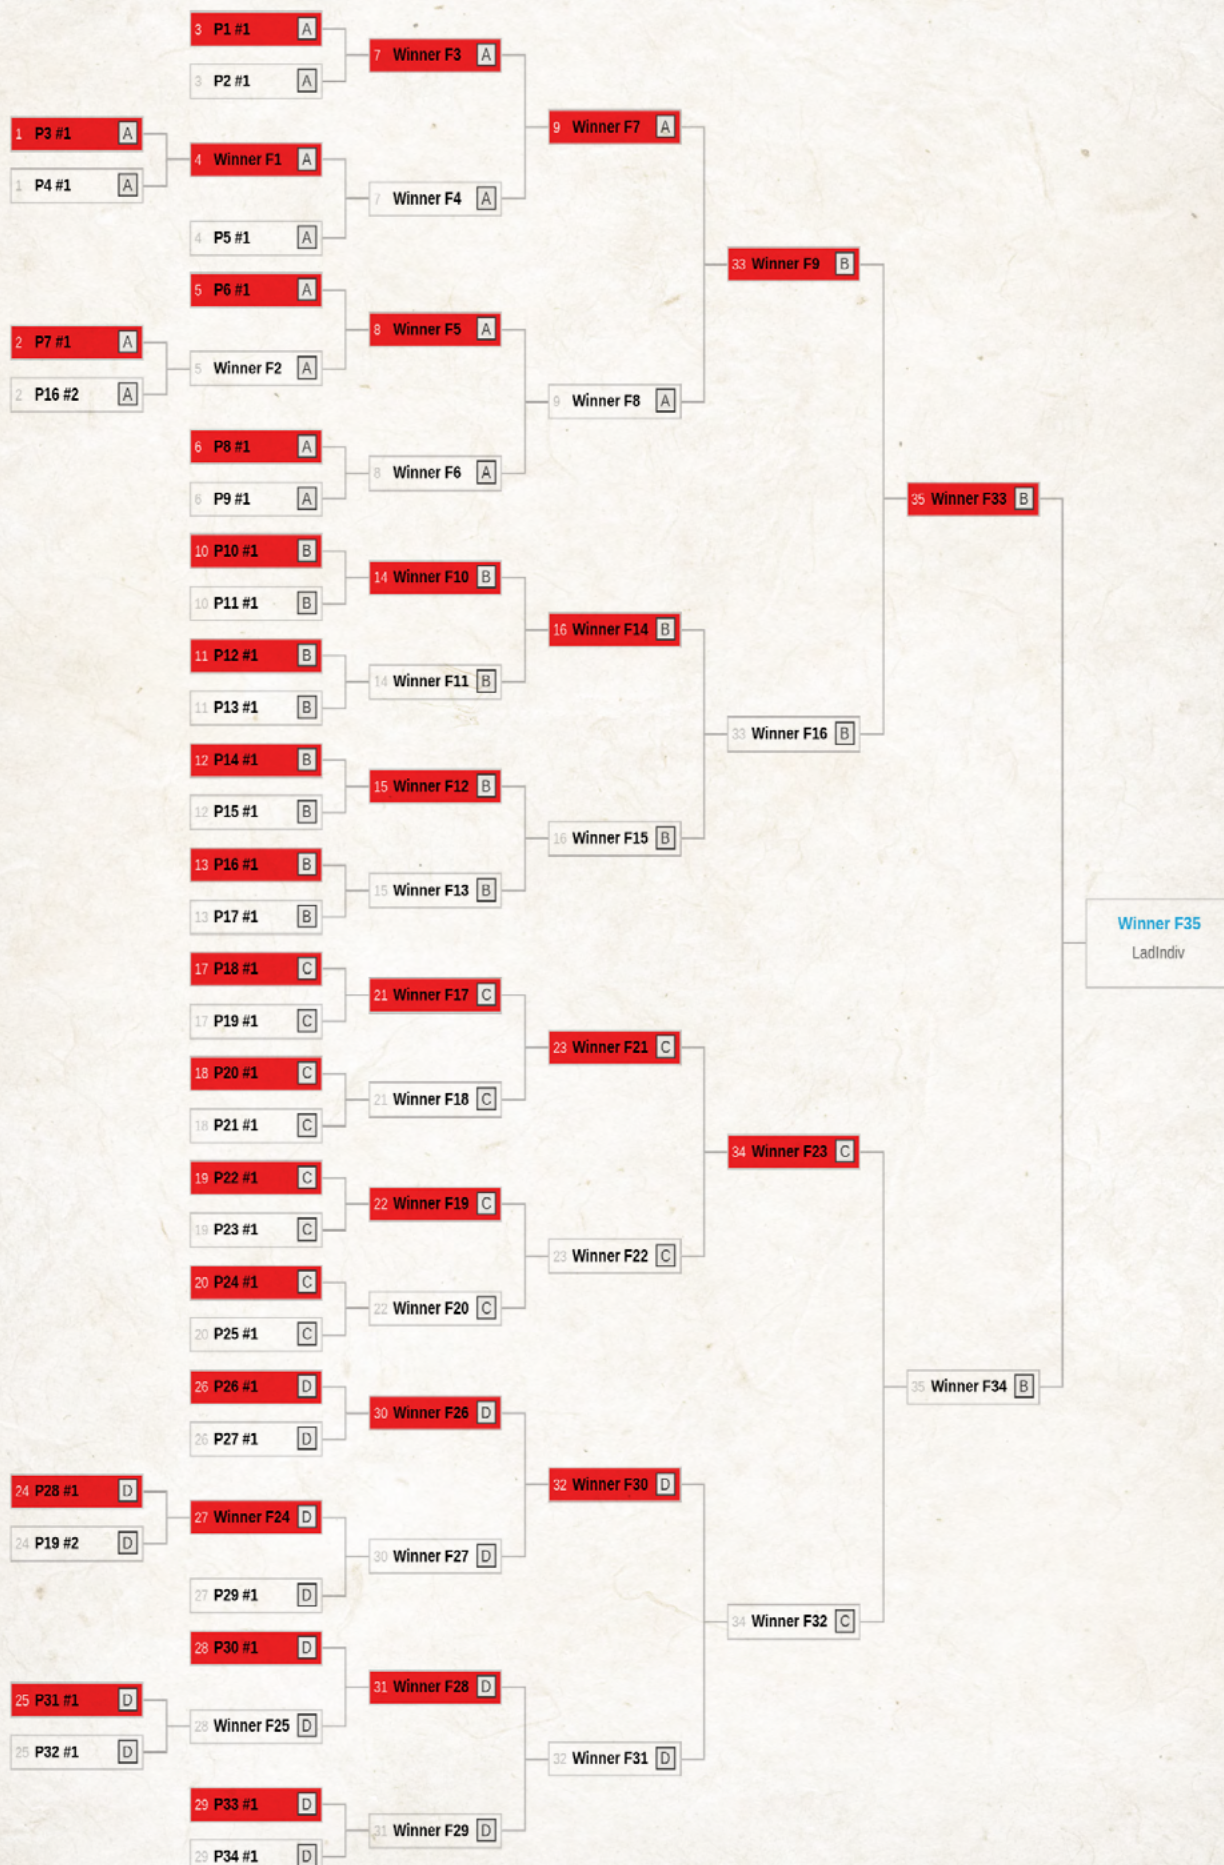 3 P1 #1 A
7 Winner F3 A
3 P2 #1 A
9 Winner F7 A
1 P3 #1 A
4 Winner F1 A
1 P4 #1 A
7 Winner F4 A
4 P5 #1 A
33 Winner F9 B
5 P6 #1 A
8 Winner F5 A
2 P7 #1 A
5 Winner F2 A
2 P16 #2 A
9 Winner F8 A
6 P8 #1 A
8 Winner F6 A
6 P9 #1 A
35 Winner F33 B
10 P10 #1 B
14 Winner F10 B
10 P11 #1 B
16 Winner F14 B
11 P12 #1 B
14 Winner F11 B
11 P13 #1 B
33 Winner F16 B
12 P14 #1 B
15 Winner F12 B
12 P15 #1 B
16 Winner F15 B
13 P16 #1 B
15 Winner F13 B
13 P17 #1 B
Winner F35
LadIndiv
17 P18 #1 C
21 Winner F17 C
17 P19 #1 C
23 Winner F21 C
18 P20 #1 C
21 Winner F18 C
18 P21 #1 C
34 Winner F23 C
19 P22 #1 C
22 Winner F19 C
19 P23 #1 C
23 Winner F22 C
20 P24 #1 C
22 Winner F20 C
20 P25 #1 C
26 P26 #1 D
35 Winner F34 B
30 Winner F26 D
26 P27 #1 D
32 Winner F30 D
24 P28 #1 D
27 Winner F24 D
24 P19 #2 D
30 Winner F27 D
27 P29 #1 D
34 Winner F32 C
28 P30 #1 D
31 Winner F28 D
25 P31 #1 D
28 Winner F25 D
25 P32 #1 D
32 Winner F31 D
29 P33 #1 D
31 Winner F29 D
29 P34 #1 D